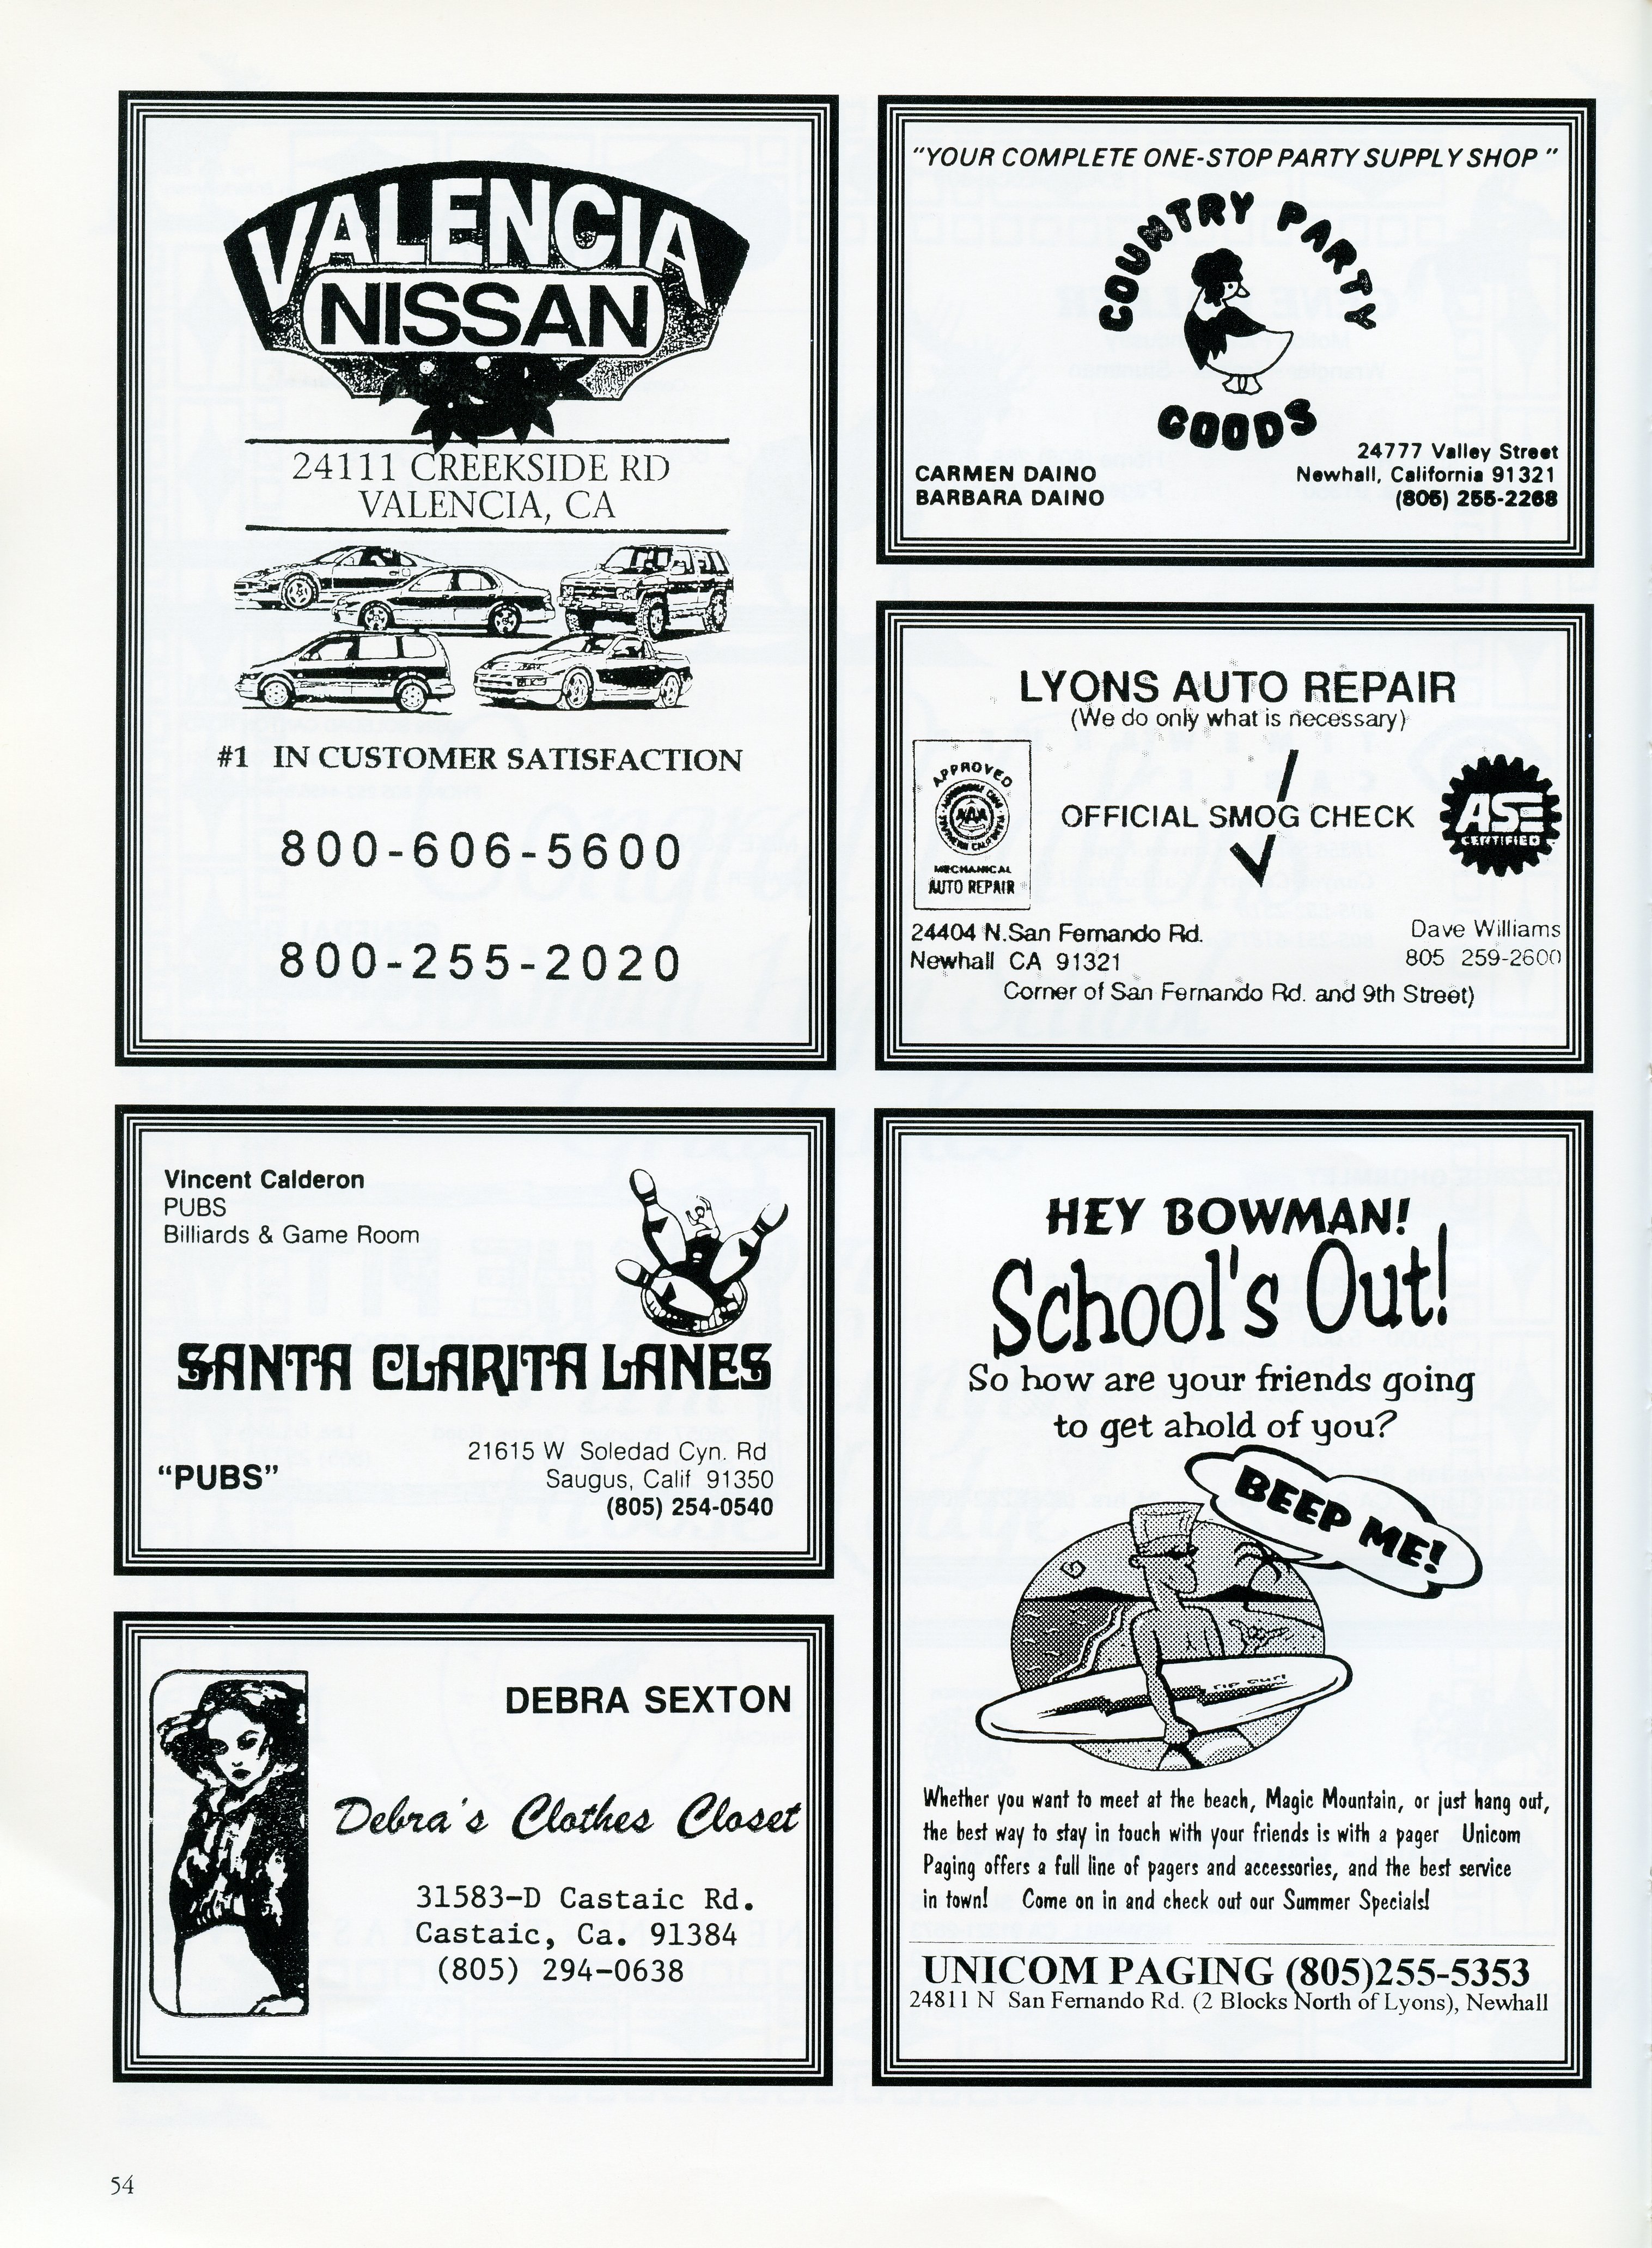 VALENCIA
NISSAN
24111 CREEKSIDE RD
VALENCIA, CA
#1 IN CUSTOMER SATISFACTION
800-606-5600
800-255-2020
"YOUR COMPLETE ONE-STOP PARTY SUPPLY SHOP"
COUNTRY PARTY
GOODS
CARMEN DAINO
BARBARA DAINO
24777 Valley Street
Newhall, California 91321
(805) 255-2268
LYONS AUTO REPAIR
(We do only what is necessary)
APPROVED
AAA
MECHANICAL
AUTO REPAIR
OFFICIAL SMOG CHECK
ASE
CERTIFIED
24404 N.San Fernando Rd.
Newhall CA 91321
Dave Williams
805 259-2600
Corner of San Fernando Rd. and 9th Street)
Vincent Calderon
PUBS
Billiards & Game Room
SANTA CLARITA LANES
"PUBS"
21615 W Soledad Cyn. Rd
Saugus, Calif 91350
(805) 254-0540
DEBRA SEXTON
Debra's Clothes Closet
31583-D Castaic Rd.
Castaic, Ca. 91384
(805) 294-0638
HEY BOWMAN!
School's Out!
So how are your friends going
to get ahold of you?
BEEP ME!
Whether you want to meet at the beach, Magic Mountain, or just hang out,
the best way to stay in touch with your friends is with a pager Unicom
Paging offers a full line of pagers and accessories, and the best service
in town! Come on in and check out our Summer Specials!
UNICOM PAGING (805)255-5353
24811 N San Fernando Rd. (2 Blocks North of Lyons), Newhall
54